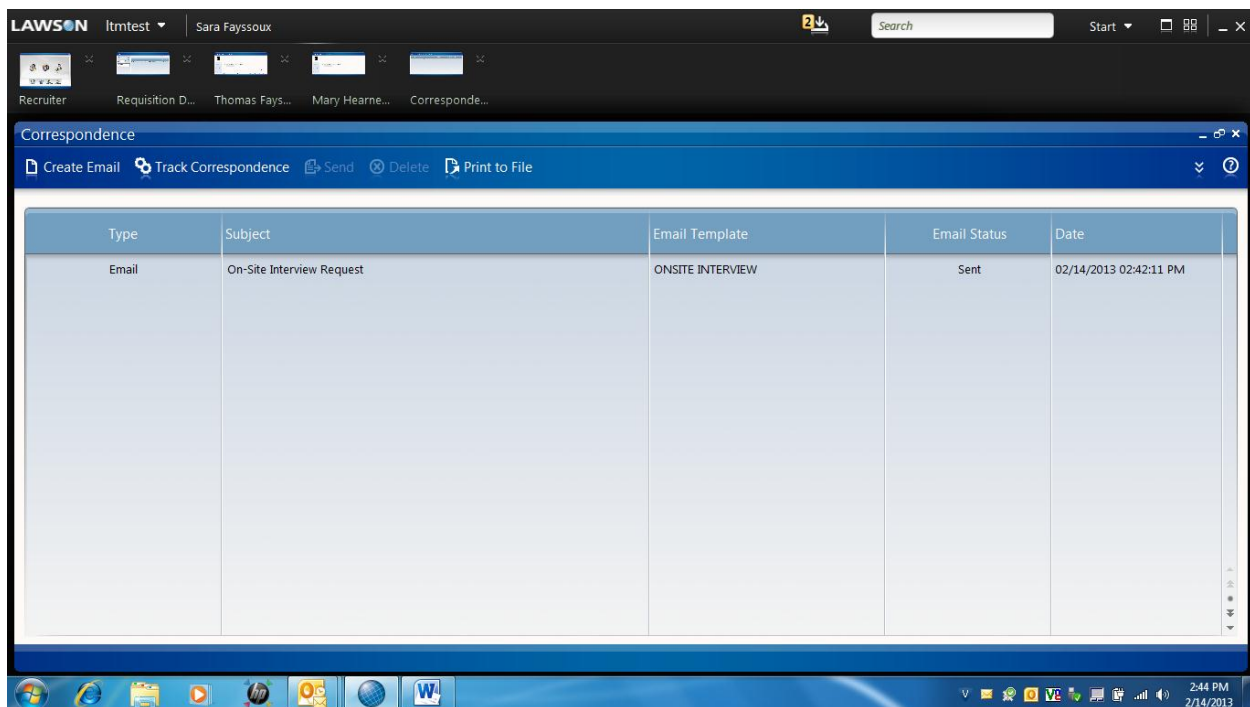 LAWSON ltmtest Sara Fayssoux 2 Search Start
Recruiter Requisition D... Thomas Fays... Mary Hearne... Corresponde...
Correspondence
Create Email Track Correspondence Send Delete Print to File
Type Subject Email Template Email Status Date
Email On-Site Interview Request ONSITE INTERVIEW Sent 02/14/2013 02:42:11 PM
2:44 PM
2/14/2013